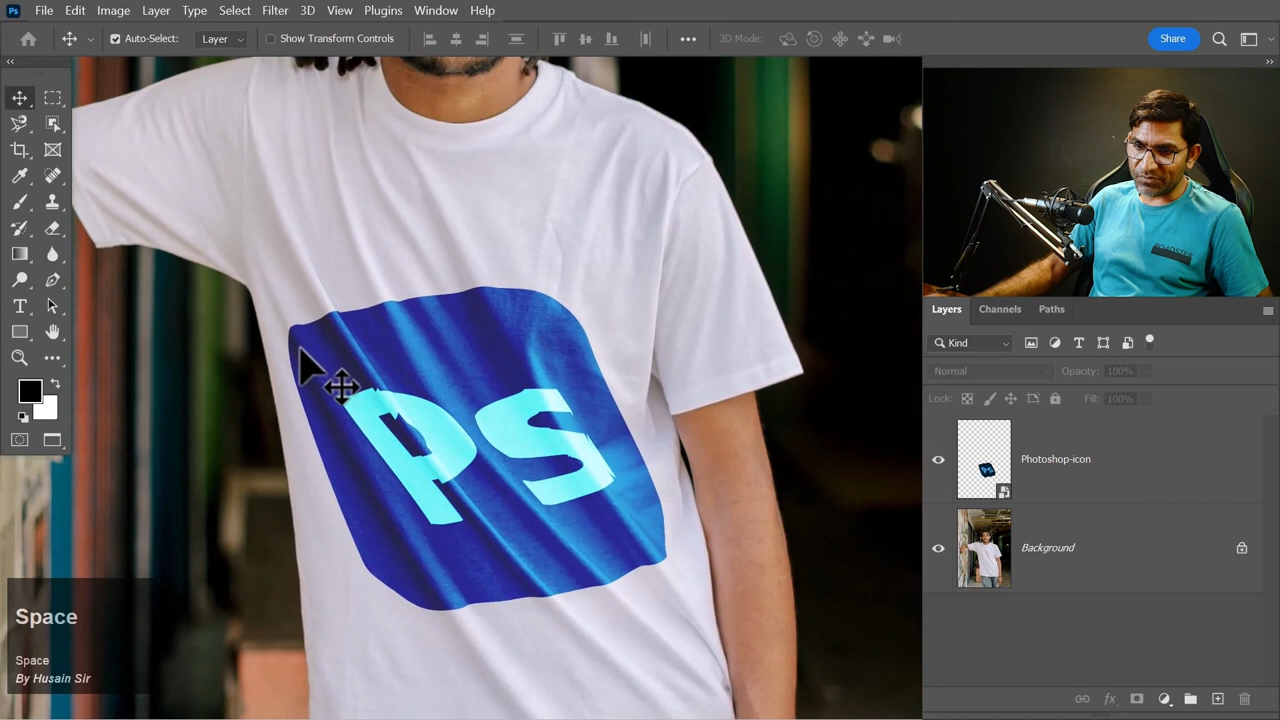 Ps File Edit Image Layer Type Select Filter 3D View Plugins Window Help
Auto-Select: Layer Show Transform Controls 3D Mode: Share
Layers Channels Paths
Kind
Normal Opacity: 100%
Lock: Fill: 100%
Photoshop-icon
Background
Ps
T
Space
Space
By Husain Sir
fx